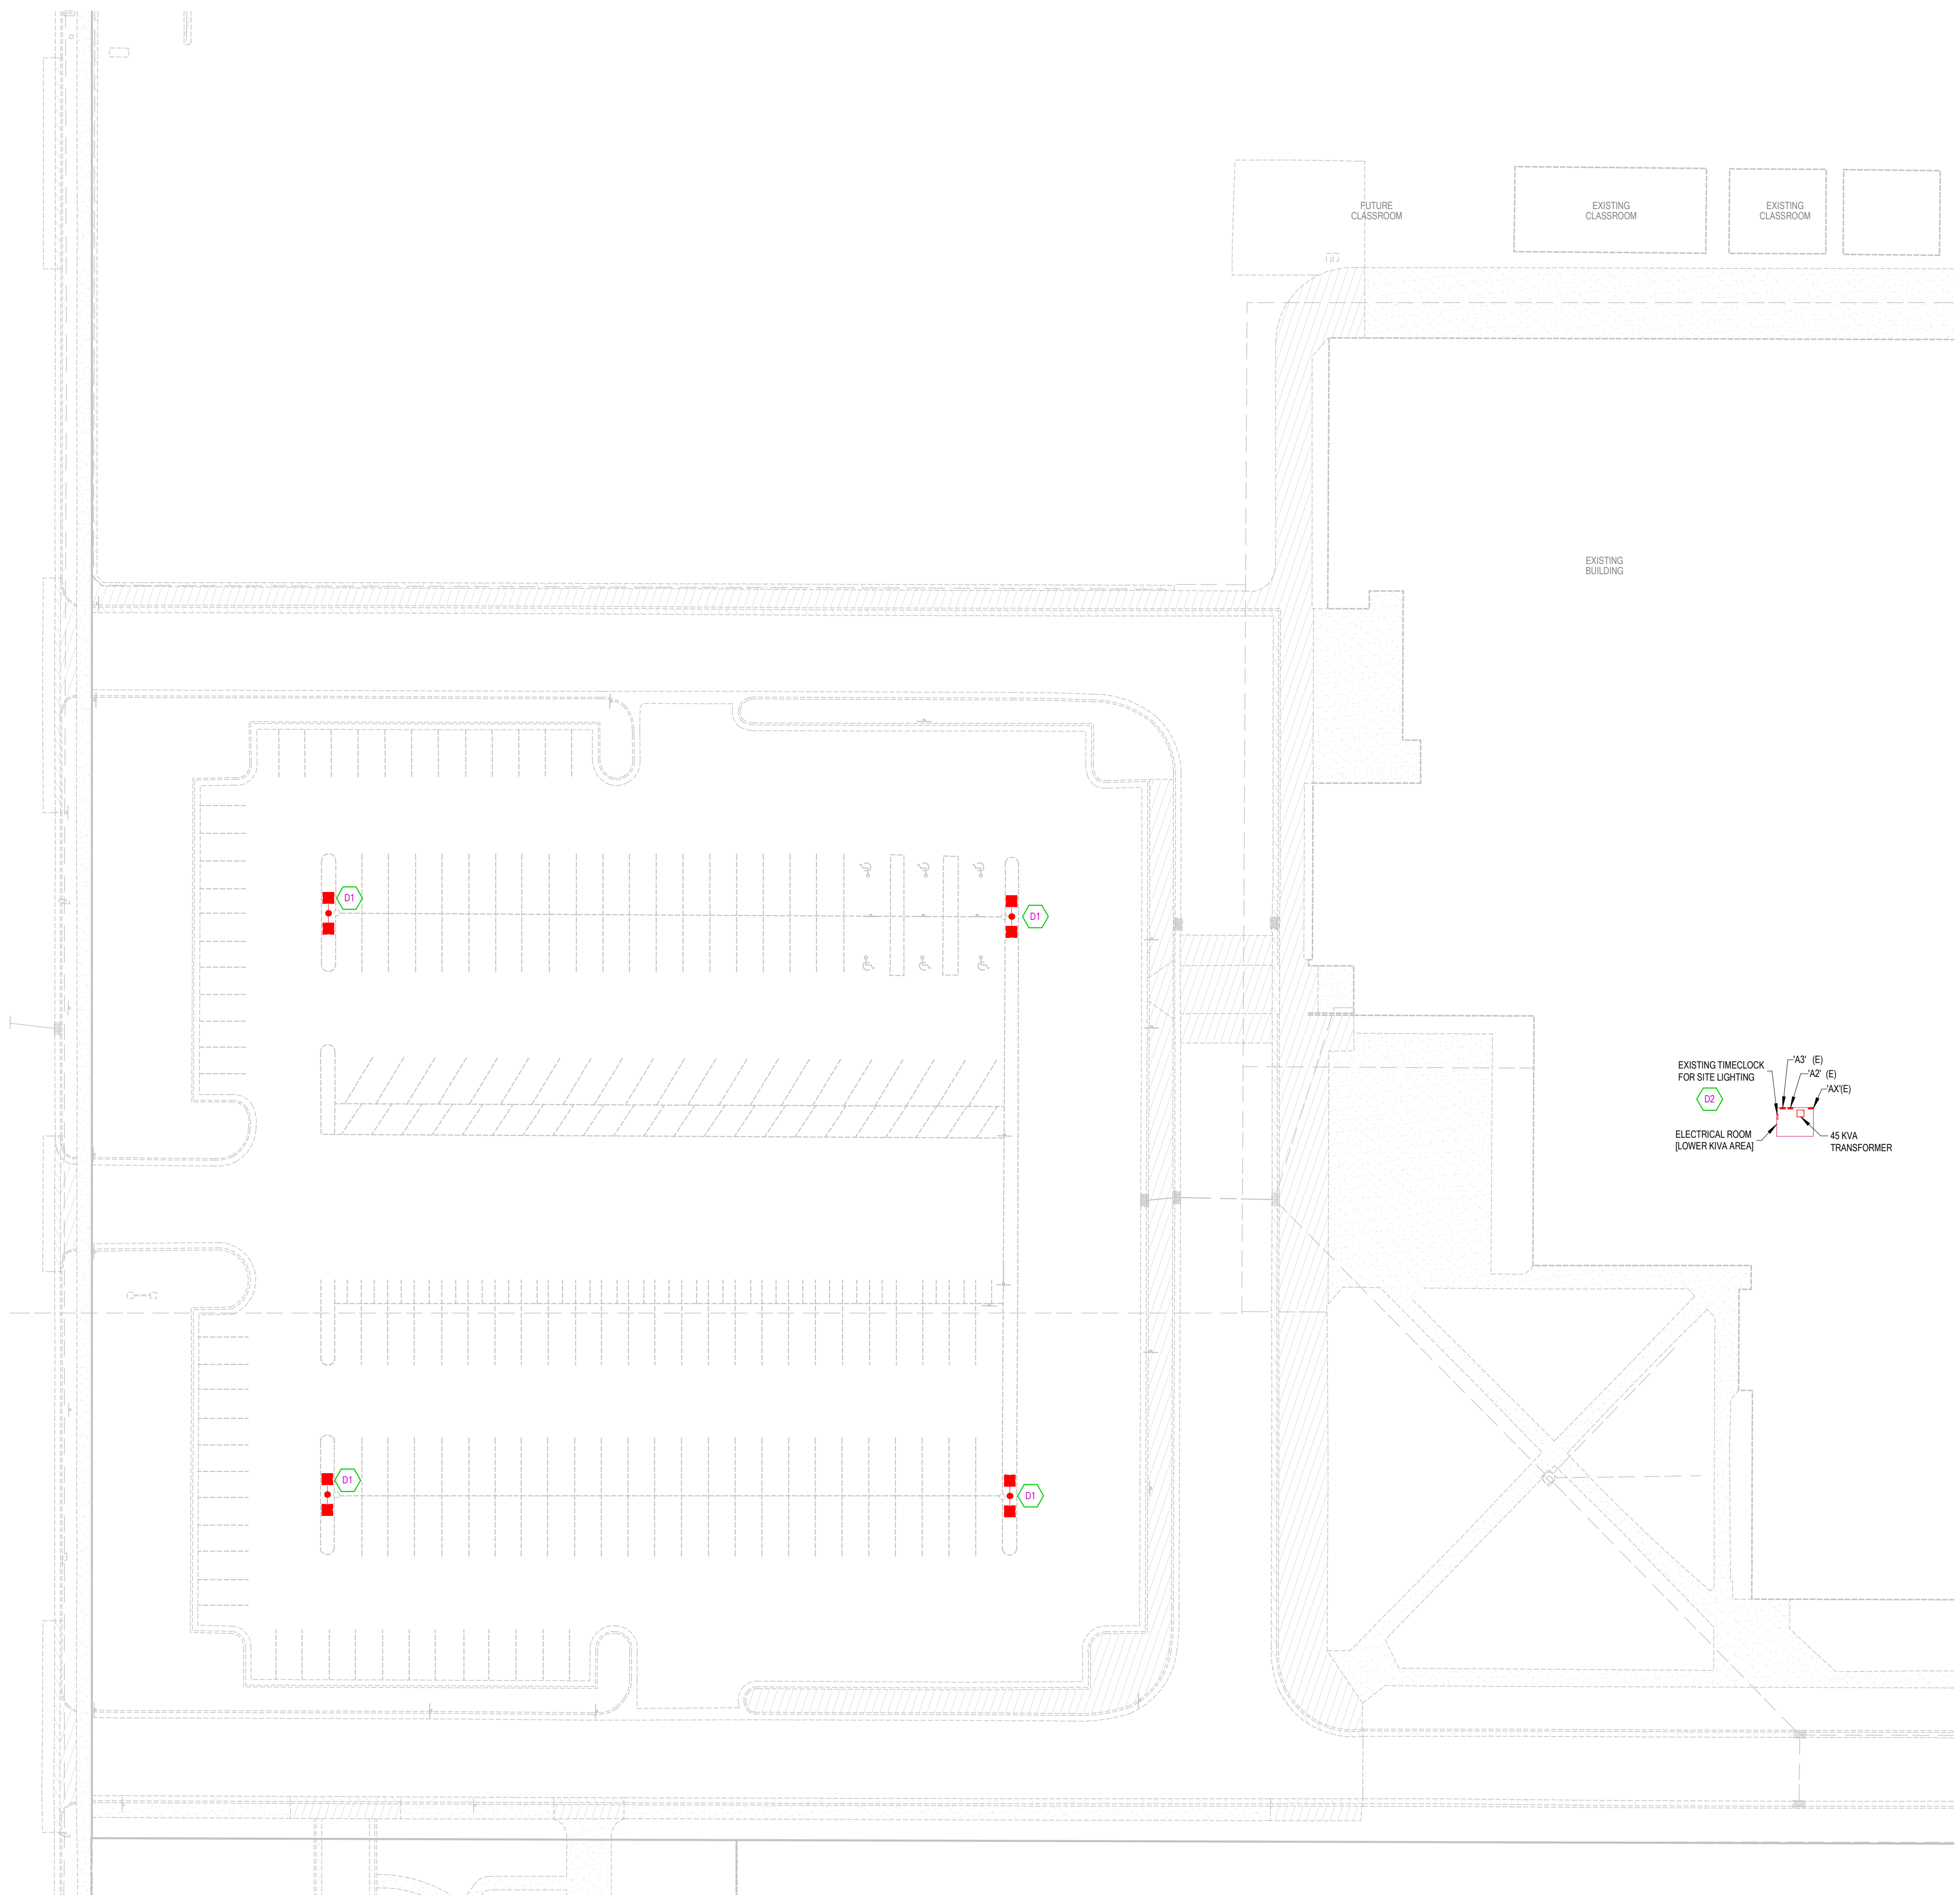 FUTURE
CLASSROOM
EXISTING
CLASSROOM
EXISTING
CLASSROOM
EXISTING
BUILDING
D1
D1
EXISTING TIMECLOCK
FOR SITE LIGHTING
D2
'A3' (E)
'A2' (E)
'AX'(E)
ELECTRICAL ROOM
[LOWER KIVA AREA]
45 KVA
TRANSFORMER
D1
D1